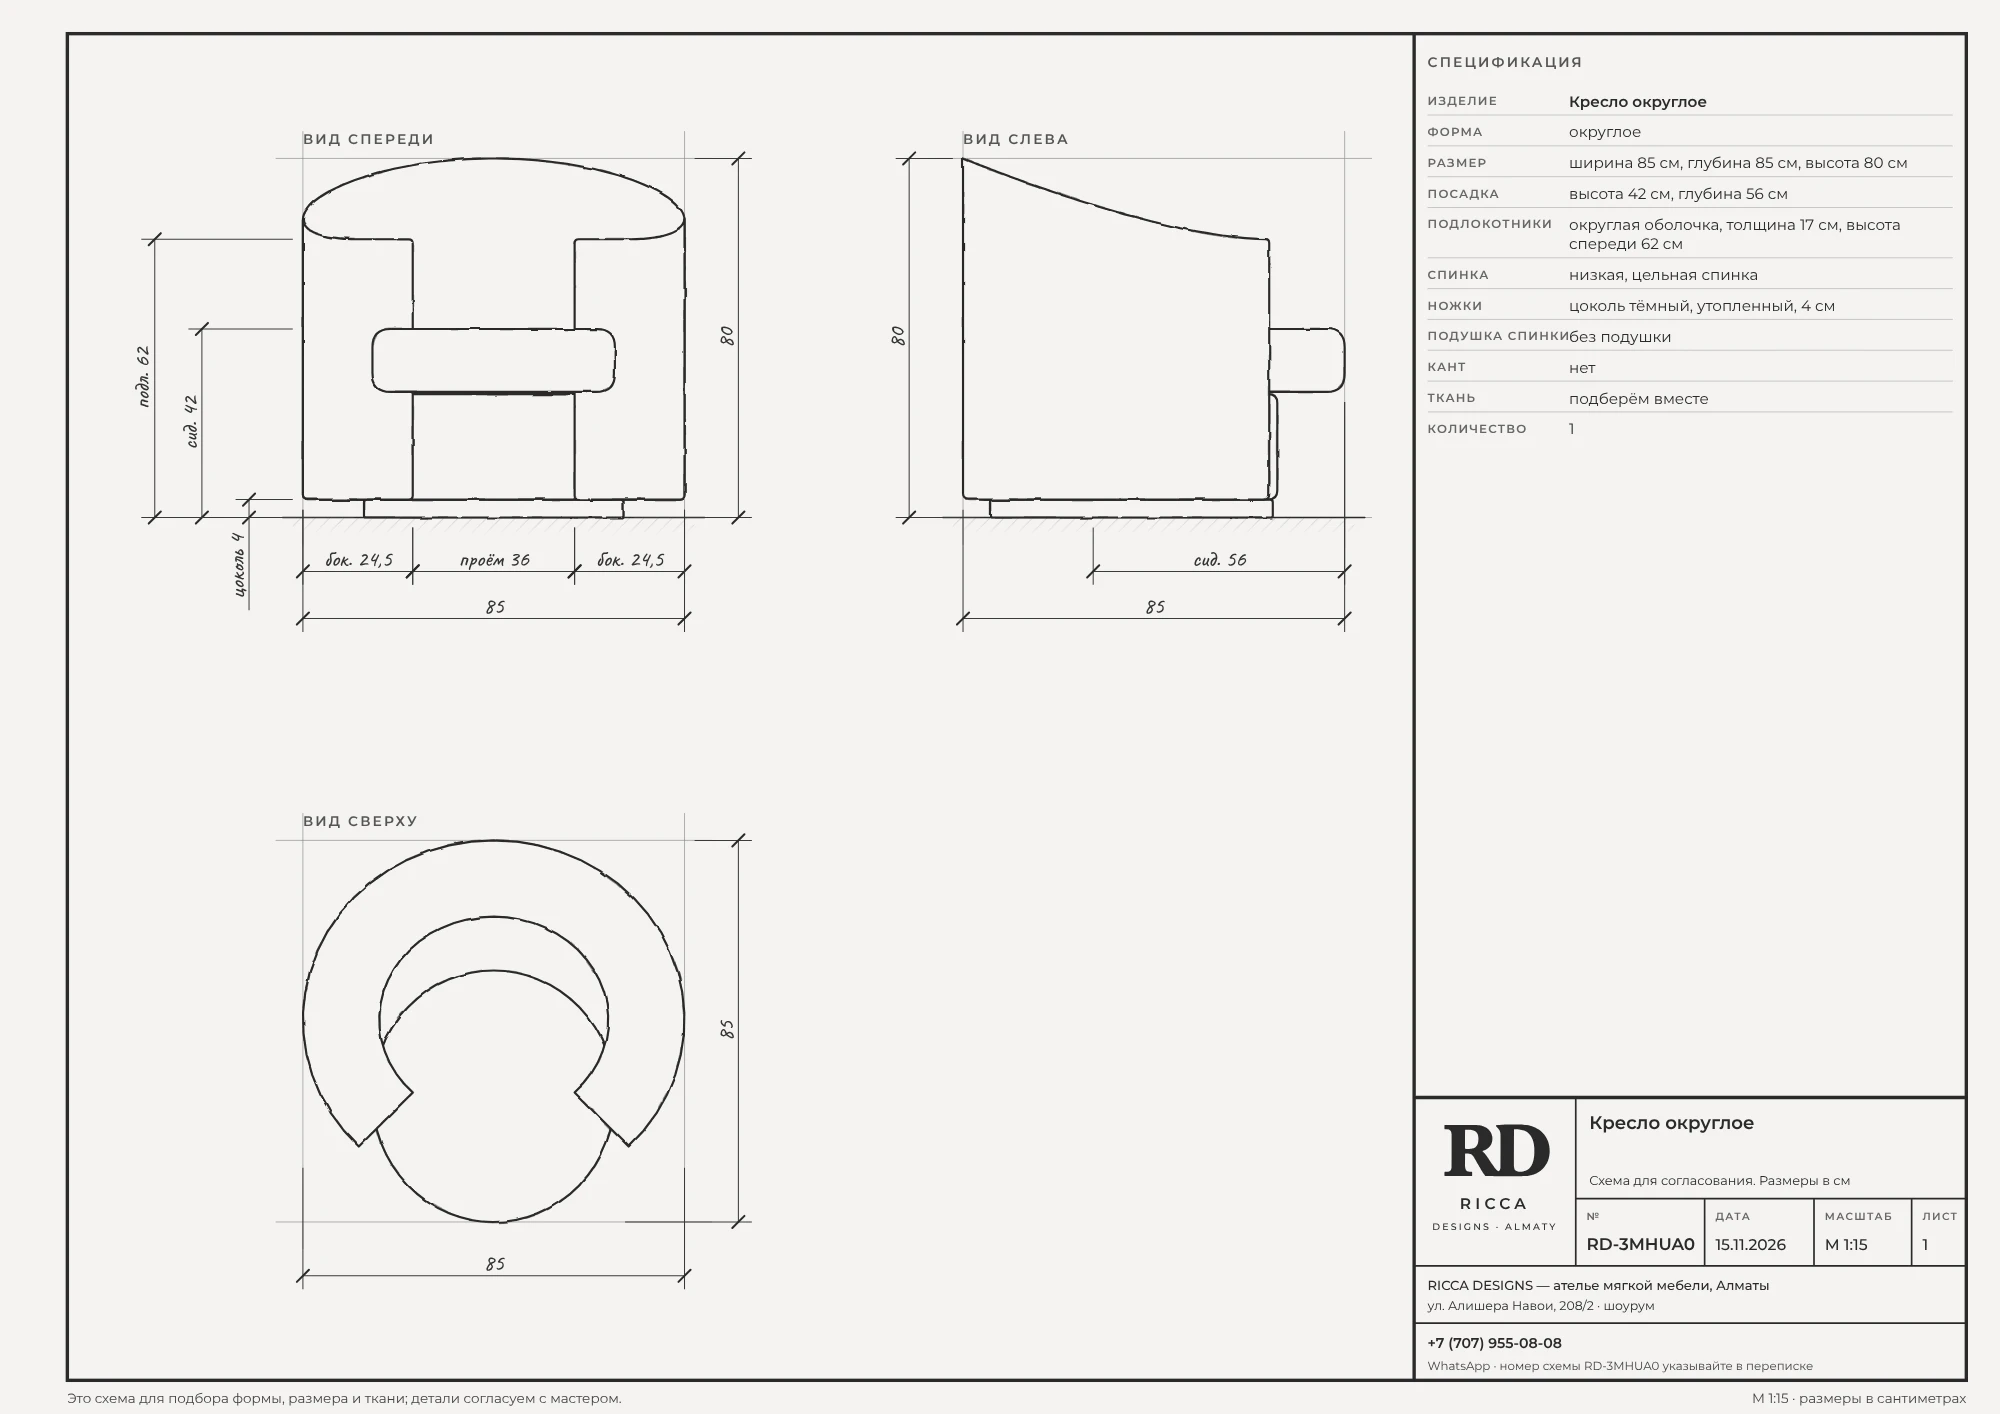 ВИД СПЕРЕДИ
80
подл. 62
сид. 42
цоколь 4
бок. 24,5
проём 36
бок. 24,5
85
ВИД СЛЕВА
80
сид. 56
85
ВИД СВЕРХУ
85
85
СПЕЦИФИКАЦИЯ
ИЗДЕЛИЕ Кресло округлое
ФОРМА округлое
РАЗМЕР ширина 85 см, глубина 85 см, высота 80 см
ПОСАДКА высота 42 см, глубина 56 см
ПОДЛОКОТНИКИ округлая оболочка, толщина 17 см, высота
спереди 62 см
СПИНКА низкая, цельная спинка
НОЖКИ цоколь тёмный, утопленный, 4 см
ПОДУШКА СПИНКИ без подушки
КАНТ нет
ТКАНЬ подберём вместе
КОЛИЧЕСТВО 1
RD
RICCA
DESIGNS · ALMATY
Кресло округлое
Схема для согласования. Размеры в см
№ ДАТА МАСШТАБ ЛИСТ
RD-3MHUA0 15.11.2026 М 1:15 1
RICCA DESIGNS — ателье мягкой мебели, Алматы
ул. Алишера Навои, 208/2 · шоурум
+7 (707) 955-08-08
WhatsApp · номер схемы RD-3MHUA0 указывайте в переписке
Это схема для подбора формы, размера и ткани; детали согласуем с мастером.
М 1:15 · размеры в сантиметрах